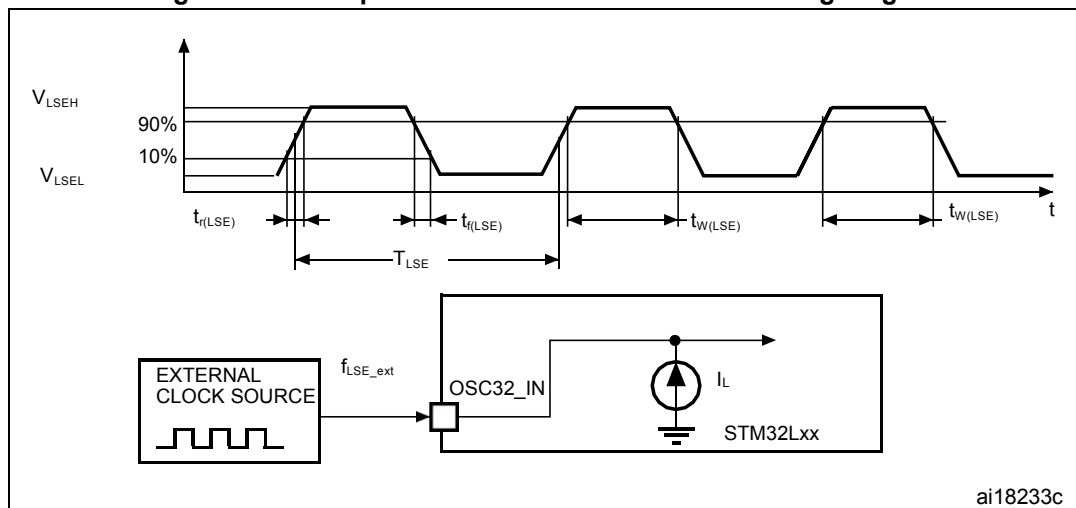 V_LSEH
90%
10%
V_LSEL
t_r(LSE)
t_f(LSE)
t_W(LSE)
t_W(LSE)
t
T_LSE
EXTERNAL
CLOCK SOURCE
f_LSE_ext
OSC32_IN
I_L
STM32Lxx
ai18233c